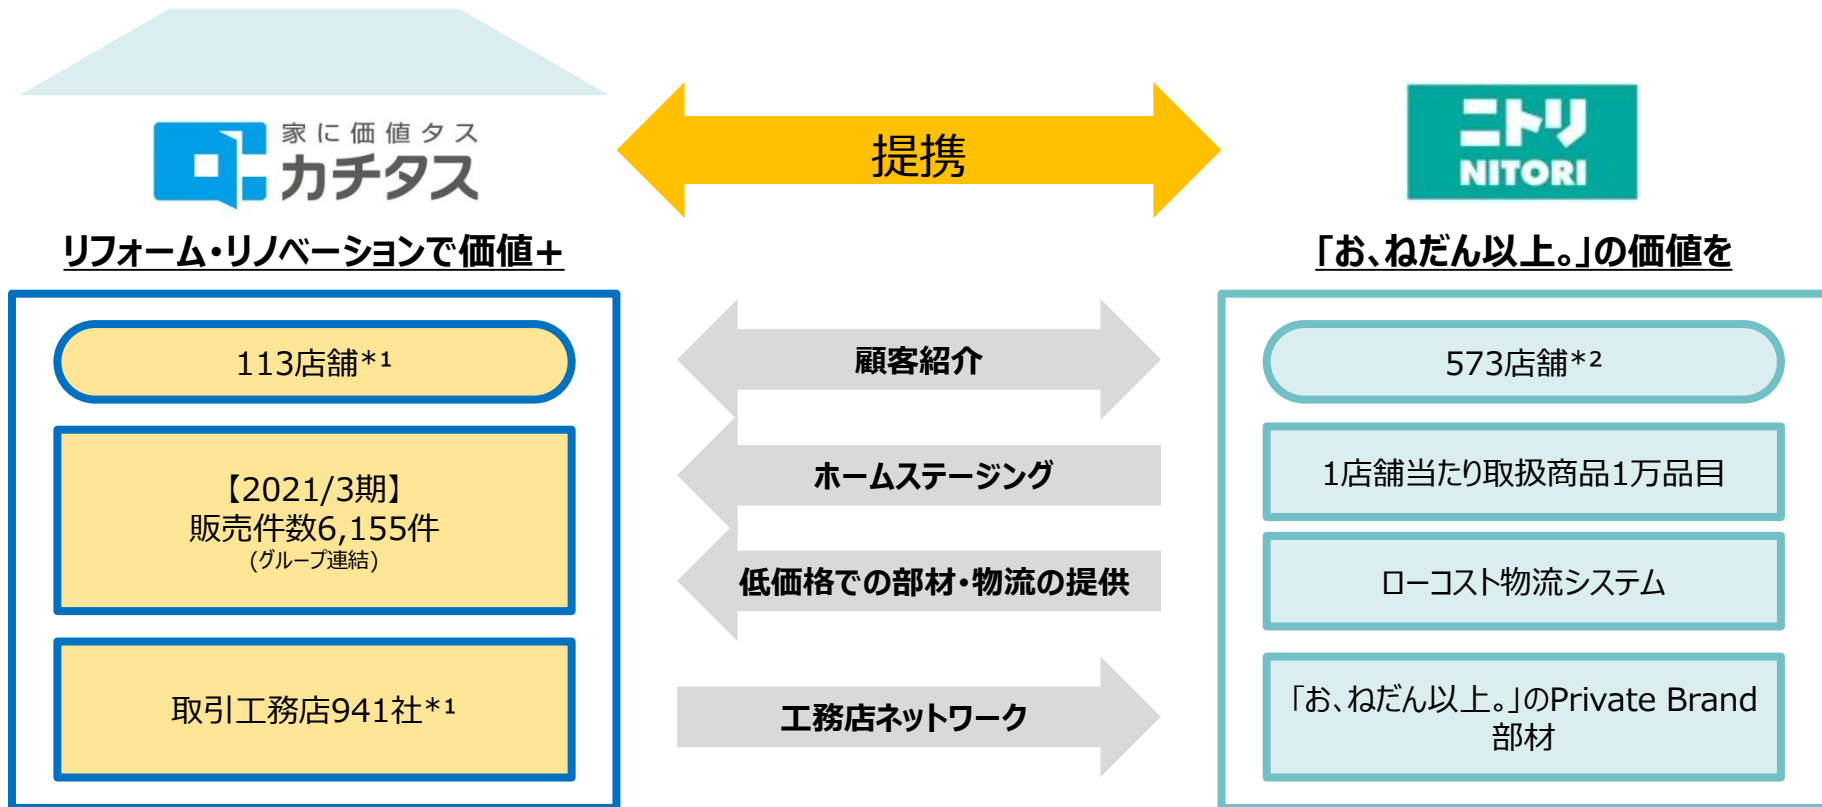 家に価値タス
カチタス
提携
ニトリ
NITORI
リフォーム・リノベーションで価値+
「お、ねだん以上。」の価値を
113店舗*1
顧客紹介
573店舗*2
【2021/3期】
販売件数6,155件
(グループ連結)
ホームステージング
1店舗当たり取扱商品1万品目
低価格での部材・物流の提供
ローコスト物流システム
取引工務店941社*1
工務店ネットワーク
「お、ねだん以上。」のPrivate Brand
部材